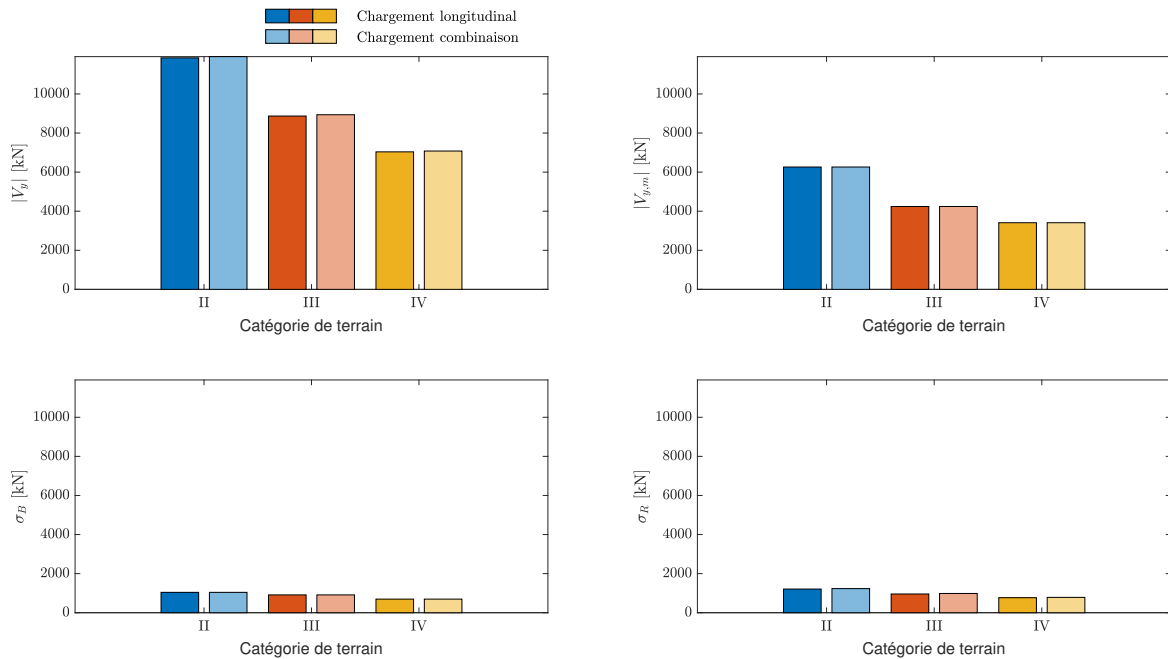 Chargement longitudinal
Chargement combinaison
|V_y| [kN]
10000
8000
6000
4000
2000
0
II III IV
Catégorie de terrain
|V_{y,m}| [kN]
10000
8000
6000
4000
2000
0
II III IV
Catégorie de terrain
σ_B [kN]
10000
8000
6000
4000
2000
0
II III IV
Catégorie de terrain
σ_R [kN]
10000
8000
6000
4000
2000
0
II III IV
Catégorie de terrain